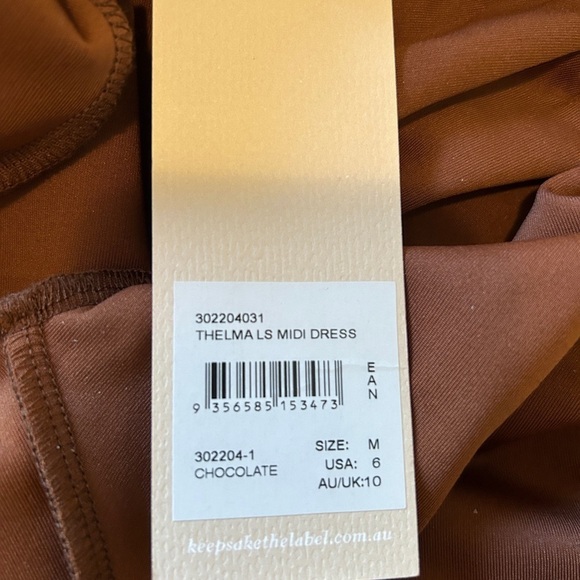 302204031
THELMA LS MIDI DRESS
EAN
9 356585 153473
302204-1 SIZE: M
CHOCOLATE USA: 6
AU/UK:10
keepsakethelabel.com.au